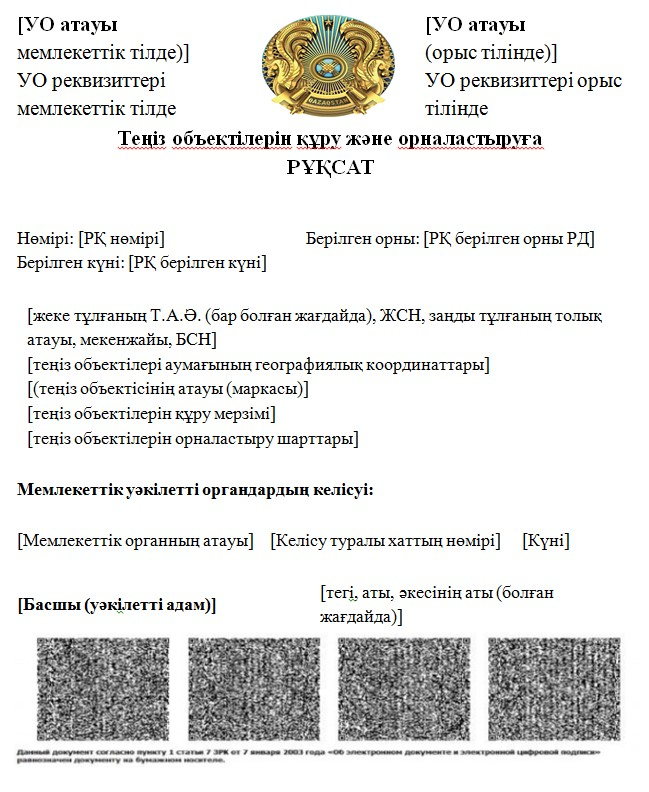 [УО атауы
мемлекеттік тілде)]
УО реквизиттері
мемлекеттік тілде
QAZAQSTAN
[УО атауы
(орыс тілінде)]
УО реквизиттері орыс
тілінде
Теңіз объектілерін құру және орналастыруға
РҰҚСАТ
Нөмірі: [РҚ нөмірі] Берілген орны: [РҚ берілген орны РД]
Берілген күні: [РҚ берілген күні]
[жеке тұлғаның Т.А.Ә. (бар болған жағдайда), ЖСН, заңды тұлғаның толық
атауы, мекенжайы, БСН]
[теңіз объектілері аумағының географиялық координаттары]
[(теңіз объектісінің атауы (маркасы)]
[теңіз объектілерін құру мерзімі]
[теңіз объектілерін орналастыру шарттары]
Мемлекеттік уәкілетті органдардың келісуі:
[Мемлекеттік органның атауы] [Келісу туралы хаттың нөмірі] [Күні]
[Басшы (уәкілетті адам)] [тегі, аты, әкесінің аты (болған
жағдайда)]
Данный документ согласно пункту 1 статьи 7 ЗРК от 7 января 2003 года «Об электронном документе и электронной цифровой подписи»
равнозначен документу на бумажном носителе.